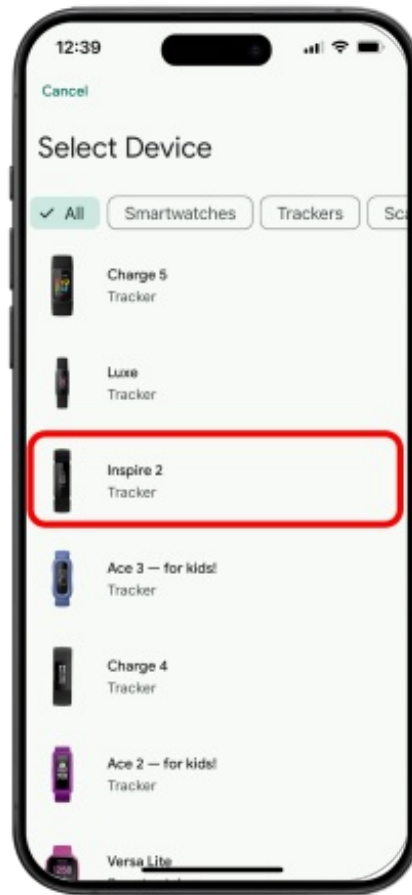 12:39
Cancel
Select Device
All
Smartwatches
Trackers
Sca
Charge 5
Tracker
Luxe
Tracker
Inspire 2
Tracker
Ace 3 — for kids!
Tracker
Charge 4
Tracker
Ace 2 — for kids!
Tracker
Versa Lite